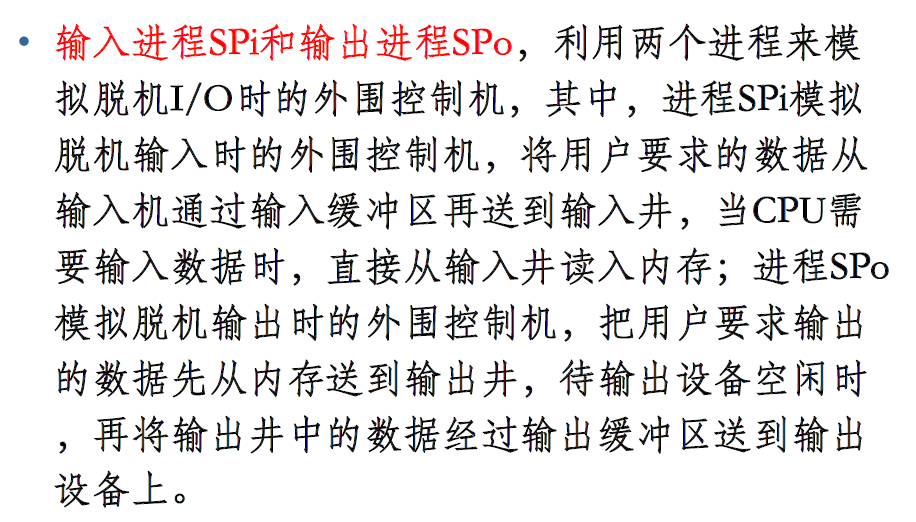 • 输入进程SPi和输出进程SPo，利用两个进程来模
拟脱机I/O时的外围控制机，其中，进程SPi模拟
脱机输入时的外围控制机，将用户要求的数据从
输入机通过输入缓冲区再送到输入井，当CPU需
要输入数据时，直接从输入井读入内存；进程SPo
模拟脱机输出时的外围控制机，把用户要求输出
的数据先从内存送到输出井，待输出设备空闲时
，再将输出井中的数据经过输出缓冲区送到输出
设备上。